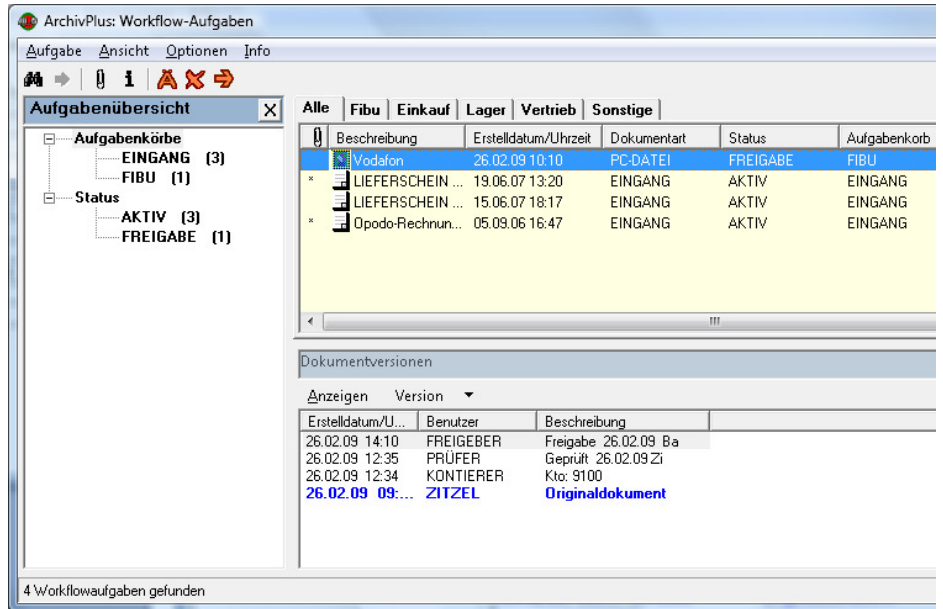 ArchivPlus: Workflow-Aufgaben
Aufgabe Ansicht Optionen Info
Aufgabenübersicht
Aufgabenkörbe
EINGANG (3)
FIBU (1)
Status
AKTIV (3)
FREIGABE (1)
Alle Fibu Einkauf Lager Vertrieb Sonstige
Beschreibung Erstelldatum/Uhrzeit Dokumentart Status Aufgabenkorb
Vodafon 26.02.09 10:10 PC-DATEI FREIGABE FIBU
* LIEFERSCHEIN ... 19.06.07 13:20 EINGANG AKTIV EINGANG
LIEFERSCHEIN ... 15.06.07 18:17 EINGANG AKTIV EINGANG
* Opodo-Rechnun... 05.09.06 16:47 EINGANG AKTIV EINGANG
Dokumentversionen
Anzeigen Version
Erstelldatum/U... Benutzer Beschreibung
26.02.09 14:10 FREIGEBER Freigabe 26.02.09 Ba
26.02.09 12:35 PRÜFER Geprüft 26.02.09 Zi
26.02.09 12:34 KONTIERER Kto: 9100
26.02.09 09:... ZITZEL Originaldokument
4 Workflowaufgaben gefunden